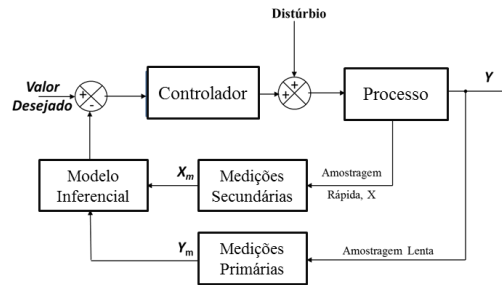 Distúrbio
Y
Valor
Desejado
+
-
Controlador
+
+
Processo
Modelo
Inferencial
Xm
Medições
Secundárias
Amostragem
Rápida, X
Ym
Medições
Primárias
Amostragem Lenta